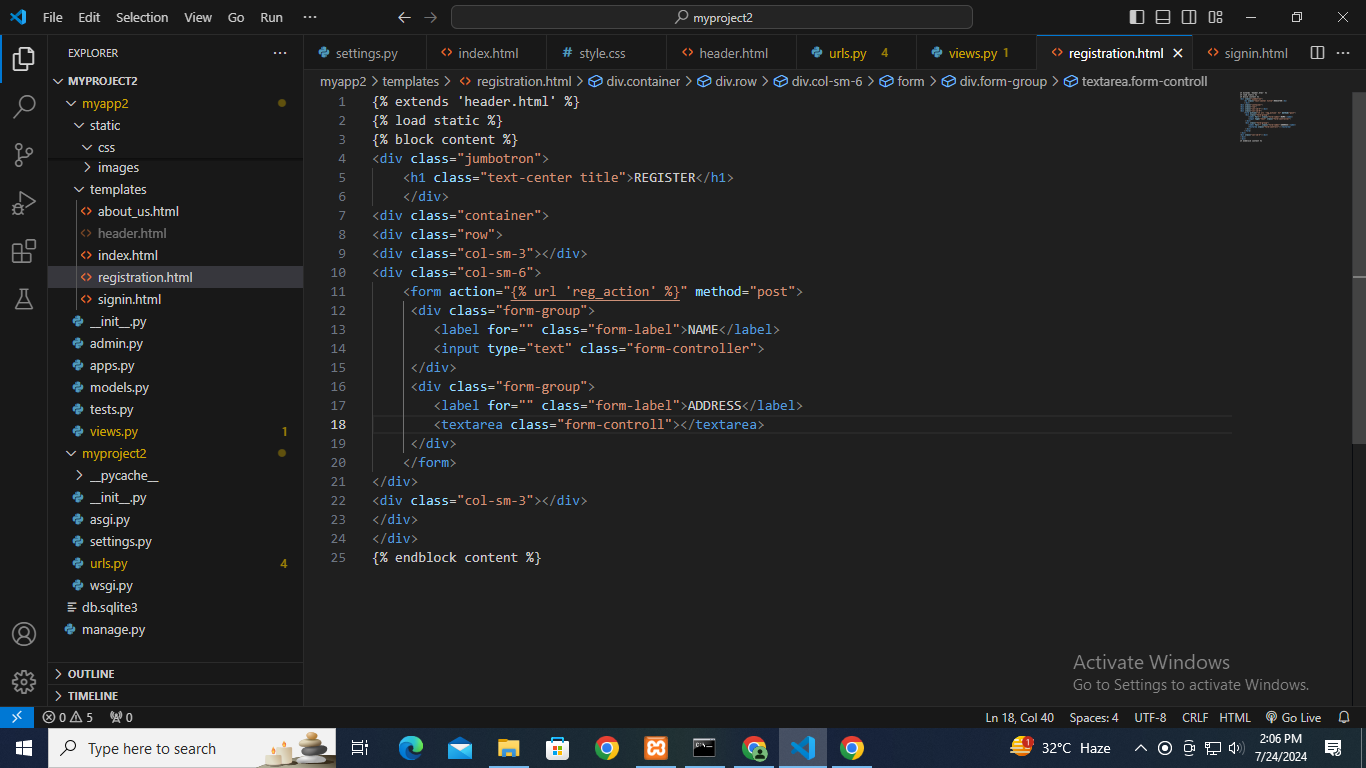 File Edit Selection View Go Run ··· myproject2
EXPLORER ···
MYPROJECT2
myapp2
static
css
images
templates
about_us.html
header.html
index.html
registration.html
signin.html
__init__.py
admin.py
apps.py
models.py
tests.py
views.py 1
myproject2
__pycache__
__init__.py
asgi.py
settings.py
urls.py 4
wsgi.py
db.sqlite3
manage.py
OUTLINE
TIMELINE
settings.py index.html # style.css header.html urls.py 4 views.py 1 registration.html signin.html ···
myapp2 > templates > registration.html > div.container > div.row > div.col-sm-6 > form > div.form-group > textarea.form-controll
1 {% extends 'header.html' %}
2 {% load static %}
3 {% block content %}
4 <div class="jumbotron">
5 <h1 class="text-center title">REGISTER</h1>
6 </div>
7 <div class="container">
8 <div class="row">
9 <div class="col-sm-3"></div>
10 <div class="col-sm-6">
11 <form action="{% url 'reg_action' %}" method="post">
12 <div class="form-group">
13 <label for="" class="form-label">NAME</label>
14 <input type="text" class="form-controller">
15 </div>
16 <div class="form-group">
17 <label for="" class="form-label">ADDRESS</label>
18 <textarea class="form-controll"></textarea>
19 </div>
20 </form>
21 </div>
22 <div class="col-sm-3"></div>
23 </div>
24 </div>
25 {% endblock content %}
Activate Windows
Go to Settings to activate Windows.
0 5 0 Ln 18, Col 40 Spaces: 4 UTF-8 CRLF HTML Go Live
Type here to search 1 32°C Haze 2:06 PM
7/24/2024